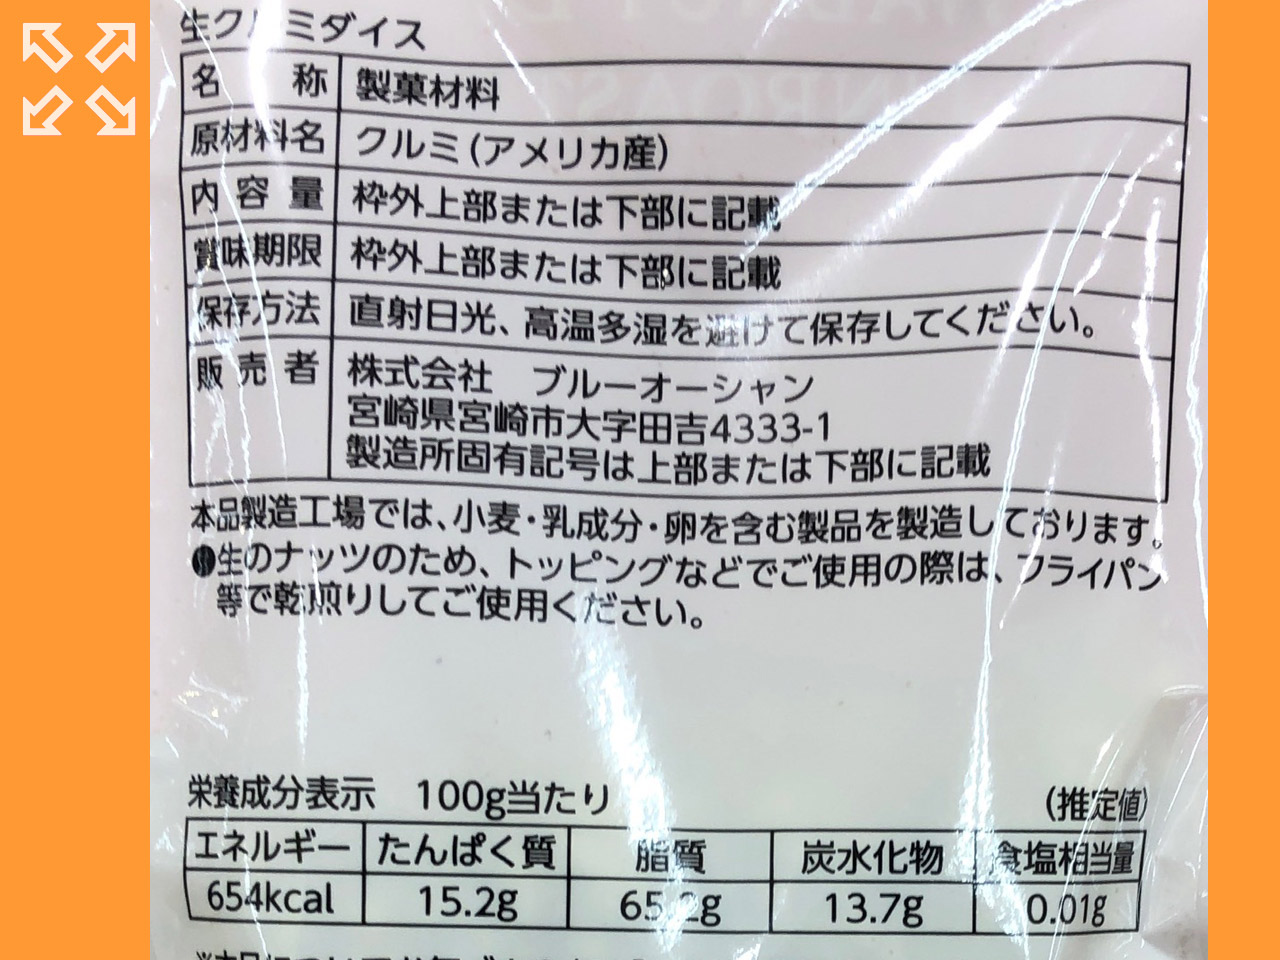 生クルミダイス
名称 製菓材料
原材料名 クルミ(アメリカ産)
内容量 枠外上部または下部に記載
賞味期限 枠外上部または下部に記載
保存方法 直射日光、高温多湿を避けて保存してください。
販売者 株式会社 ブルーオーシャン
宮崎県宮崎市大字田吉4333-1
製造所固有記号は上部または下部に記載
本品製造工場では、小麦・乳成分・卵を含む製品を製造しております。
●生のナッツのため、トッピングなどでご使用の際は、フライパン
等で乾煎りしてご使用ください。
栄養成分表示 100g当たり (推定値)
エネルギー たんぱく質 脂質 炭水化物 食塩相当量
654kcal 15.2g 13.7g 0.01g